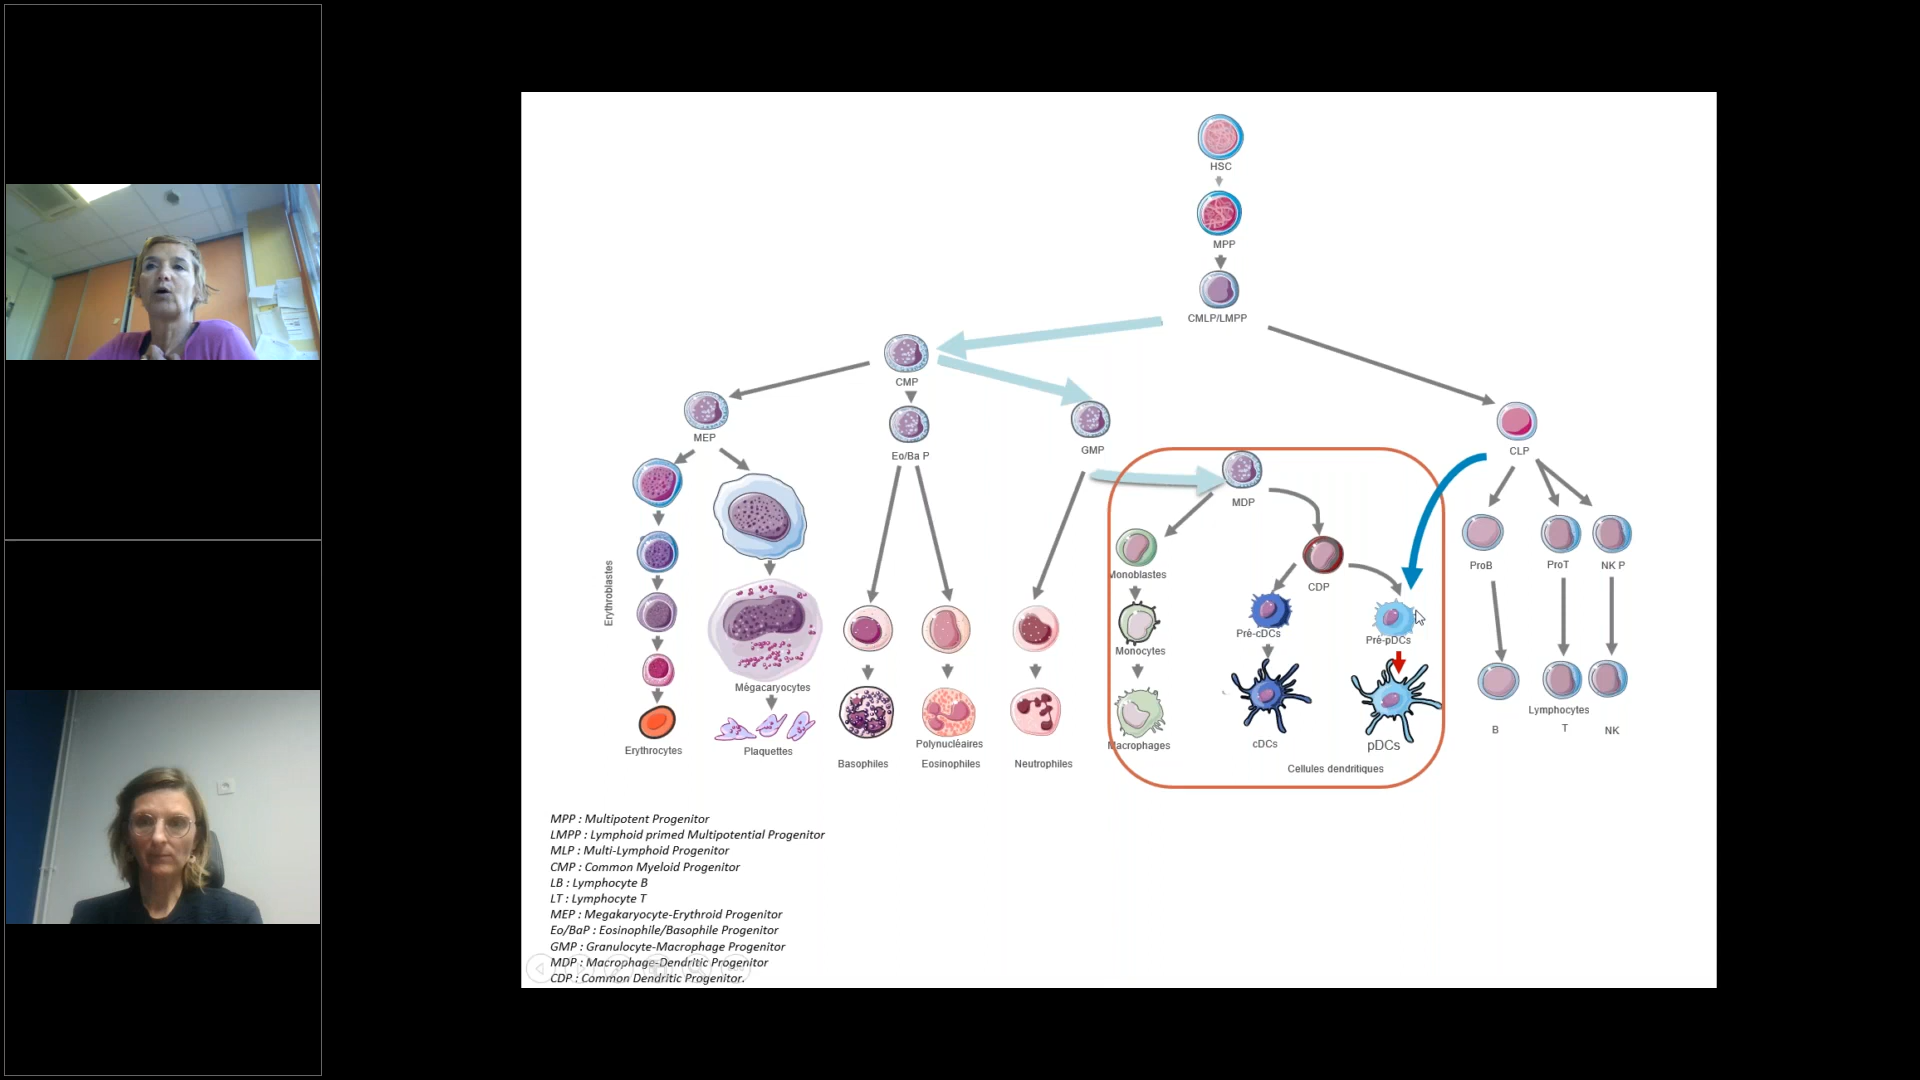 HSC
MPP
CMLP/LMPP
CMP
MEP
Eo/Ba P
GMP
MDP
CLP
Erythroblastes
Monoblastes
CDP
ProB
ProT
NK P
Monocytes
Pré-cDCs
Pré-pDCs
Mégacaryocytes
Lymphocytes
B
T
NK
Erythrocytes
Plaquettes
Polynucléaires
Basophiles
Eosinophiles
Neutrophiles
Macrophages
cDCs
pDCs
Cellules dendritiques
MPP : Multipotent Progenitor
LMPP : Lymphoid primed Multipotential Progenitor
MLP : Multi-Lymphoid Progenitor
CMP : Common Myeloid Progenitor
LB : Lymphocyte B
LT : Lymphocyte T
MEP : Megakaryocyte-Erythroid Progenitor
Eo/BaP : Eosinophile/Basophile Progenitor
GMP : Granulocyte-Macrophage Progenitor
MDP : Macrophage-Dendritic Progenitor
CDP : Common Dendritic Progenitor.